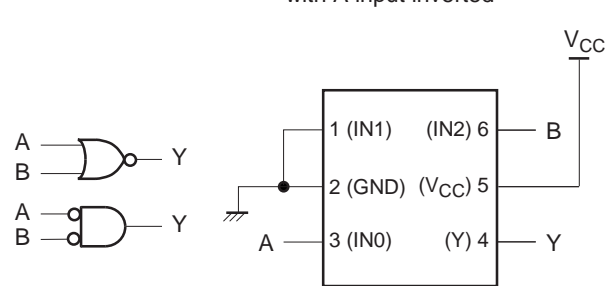 with A input inverted
VCC
1 (IN1) (IN2) 6 B
A
B
Y
2 (GND) (VCC) 5
A
B
Y
A 3 (IN0) (Y) 4 Y